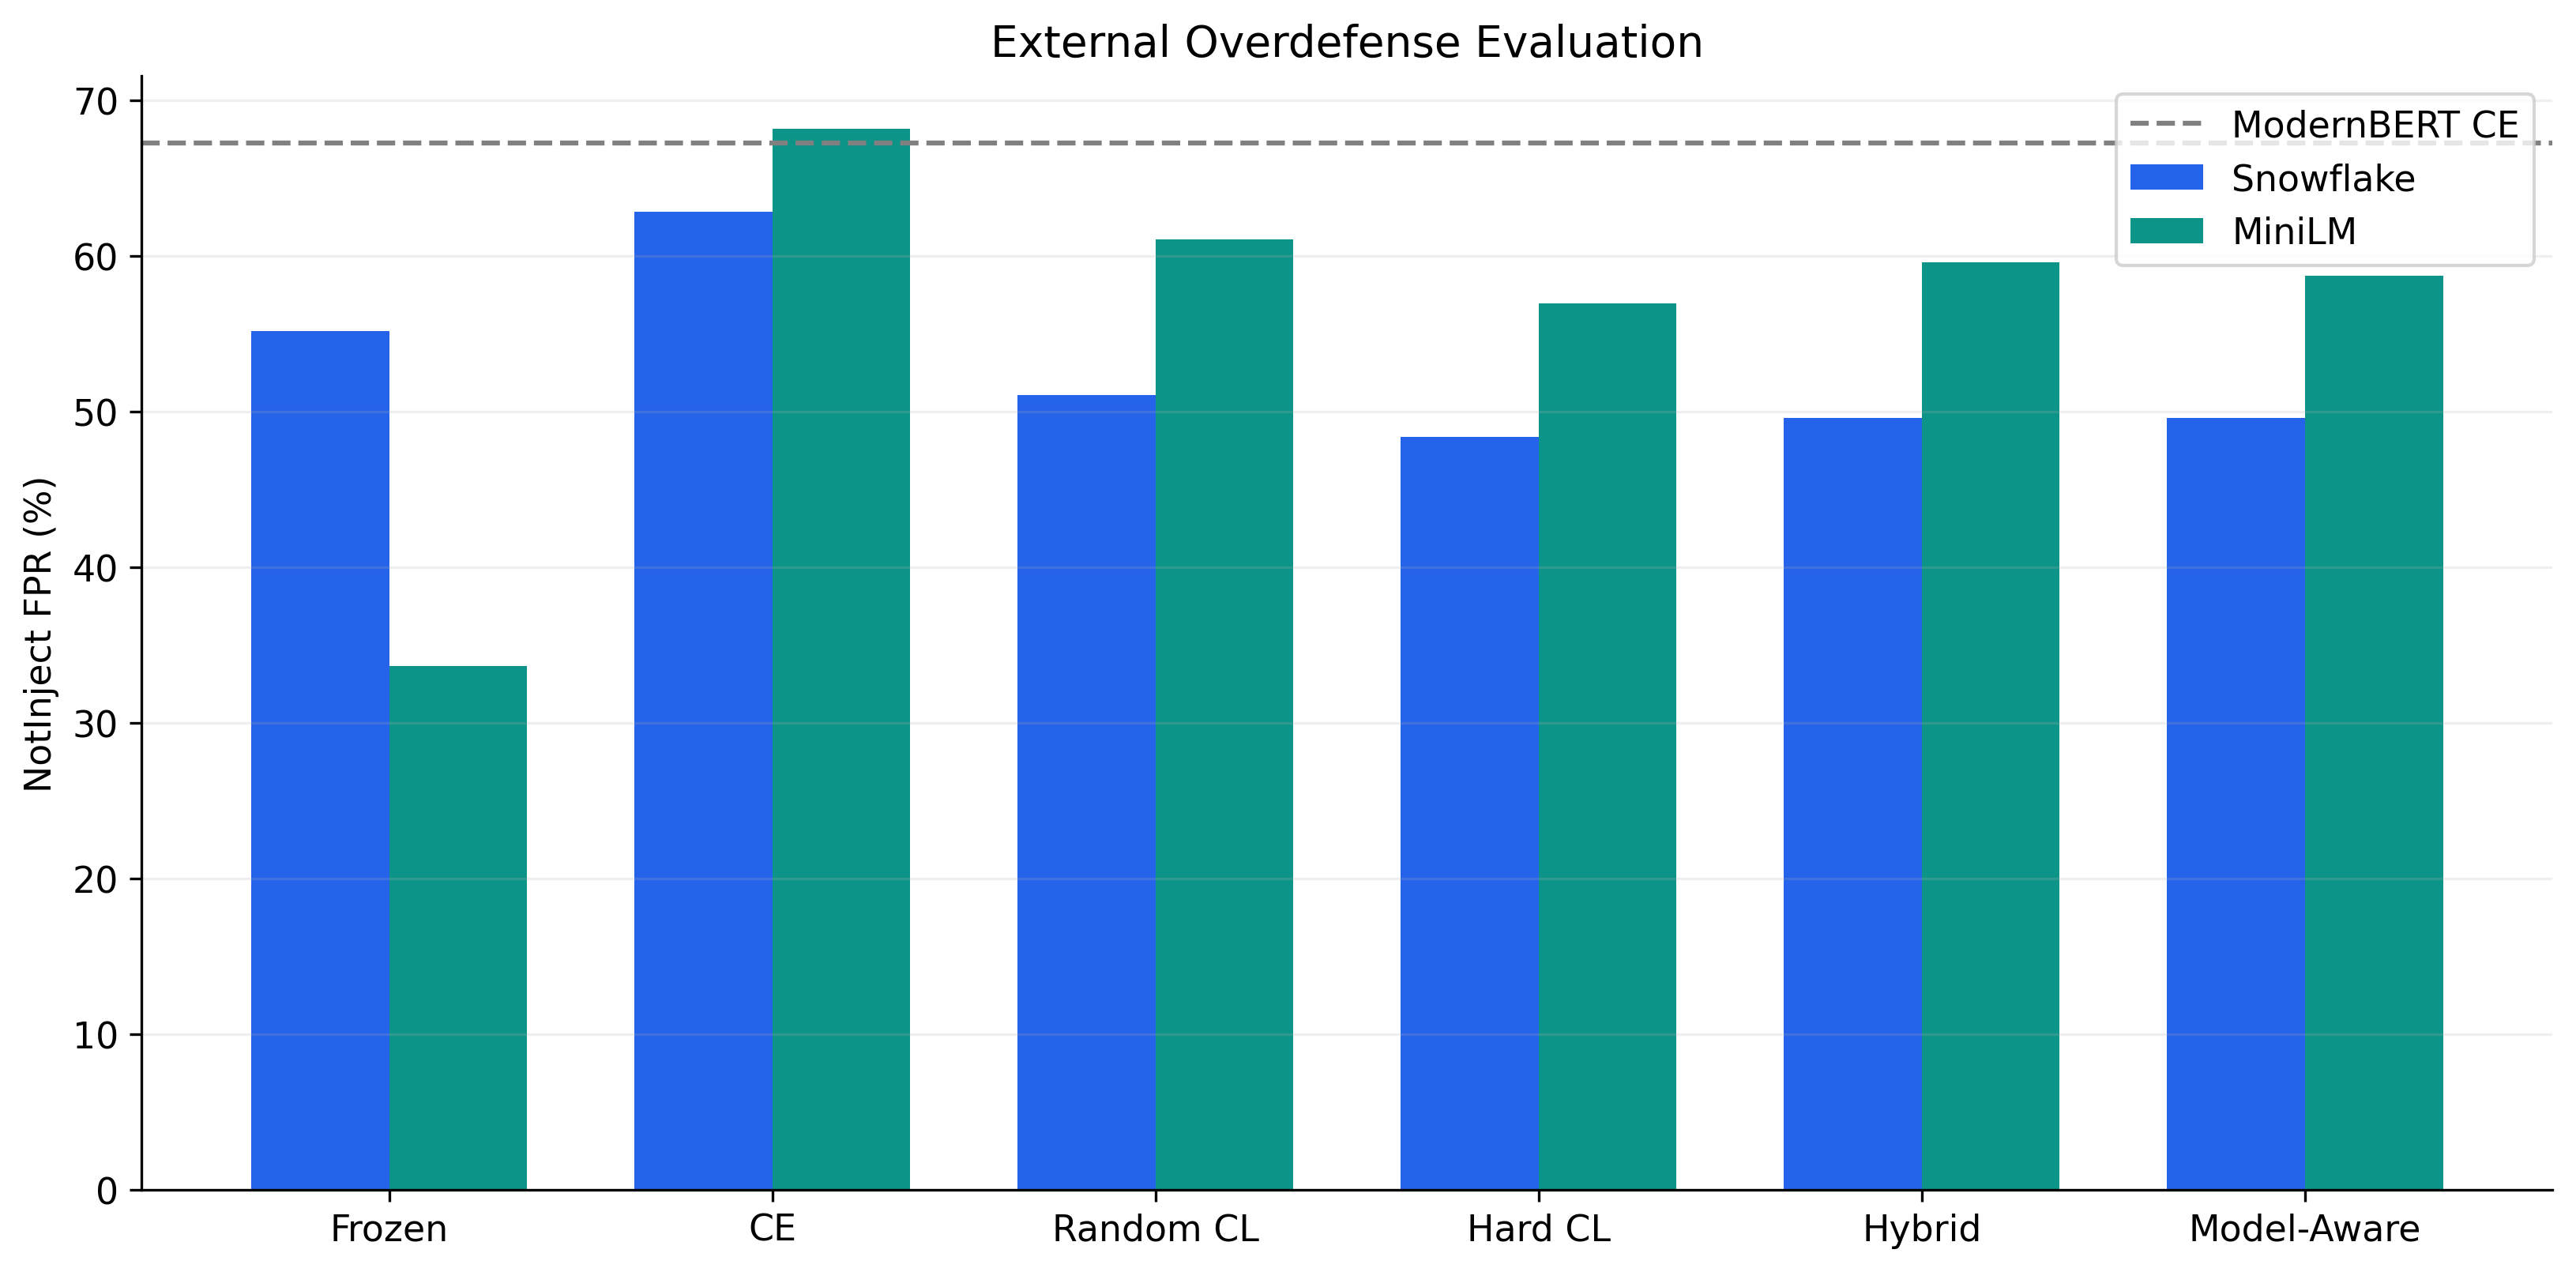 External Overdefense Evaluation
NotInject FPR (%)
70
60
50
40
30
20
10
0
ModernBERT CE
Snowflake
MiniLM
Frozen
CE
Random CL
Hard CL
Hybrid
Model-Aware